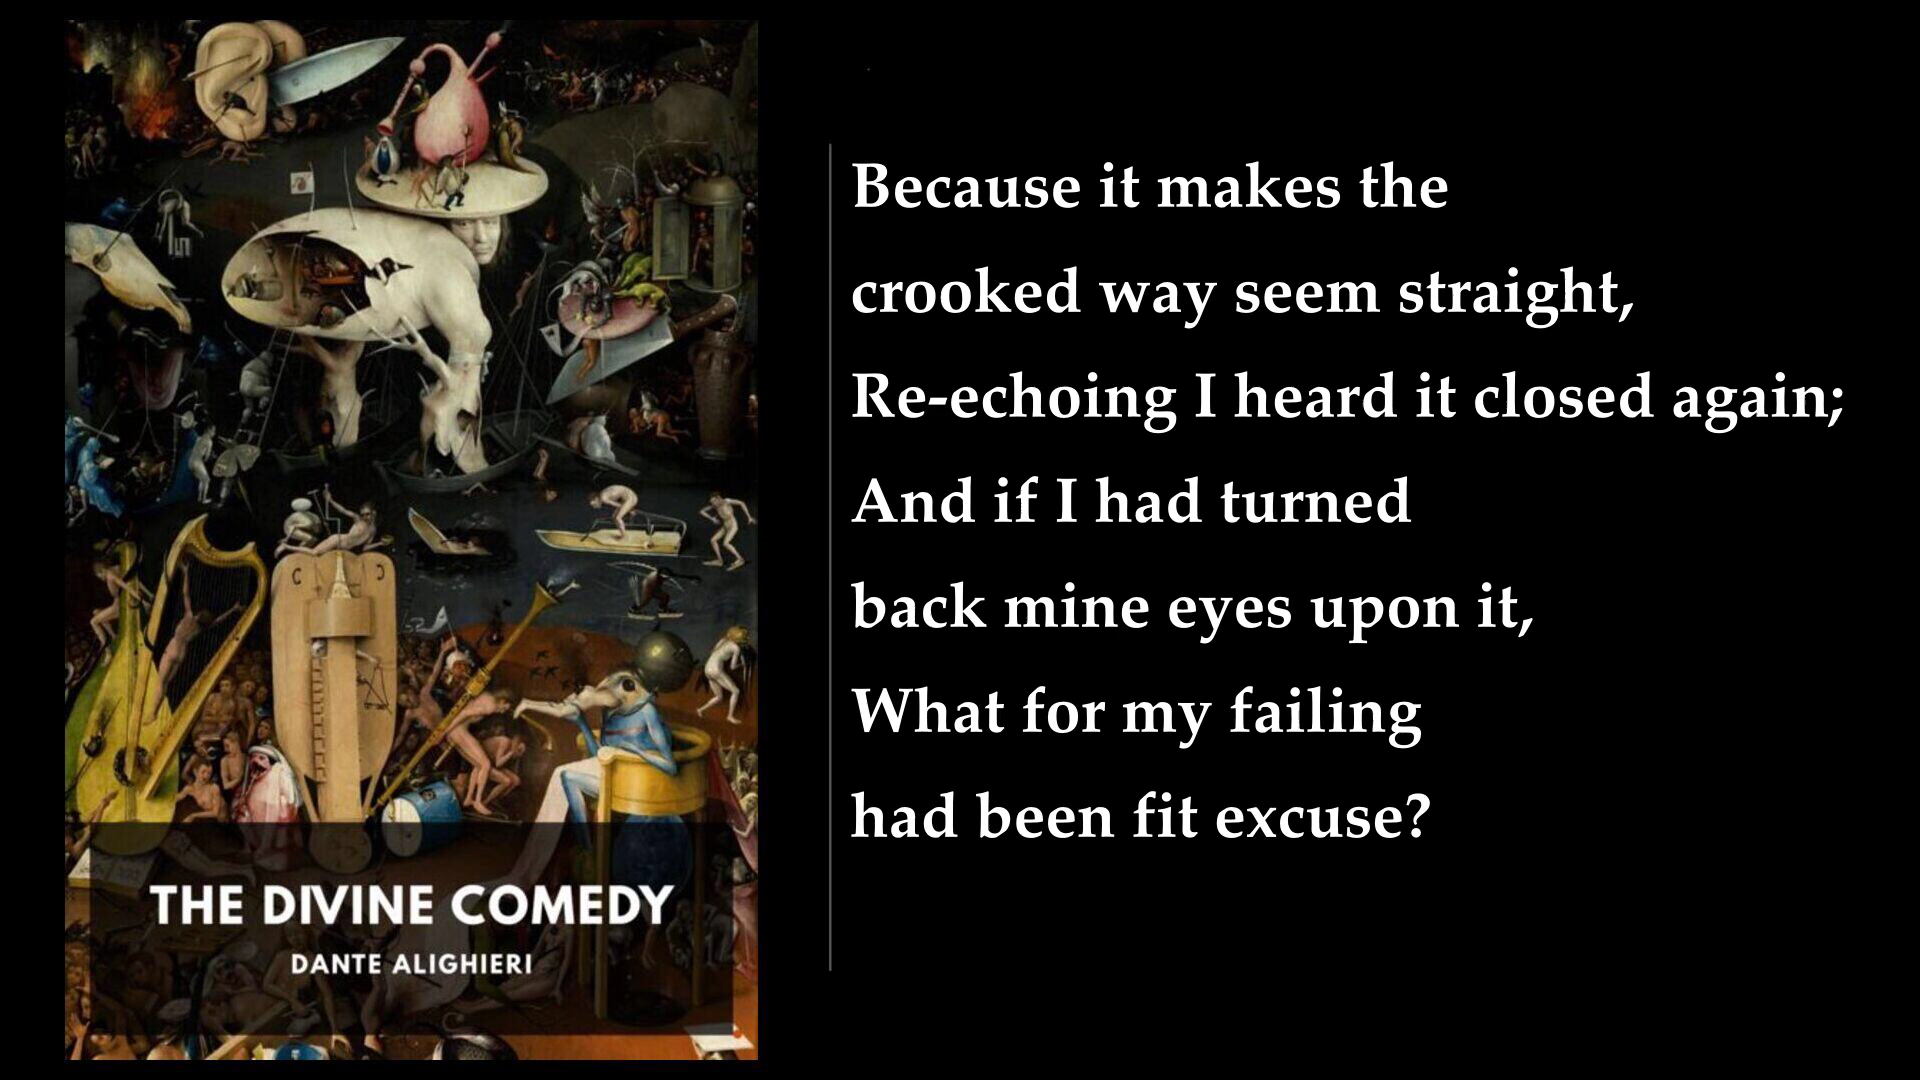 Because it makes the
crooked way seem straight,
Re-echoing I heard it closed again;
And if I had turned
back mine eyes upon it,
What for my failing
had been fit excuse?
THE DIVINE COMEDY
DANTE ALIGHIERI